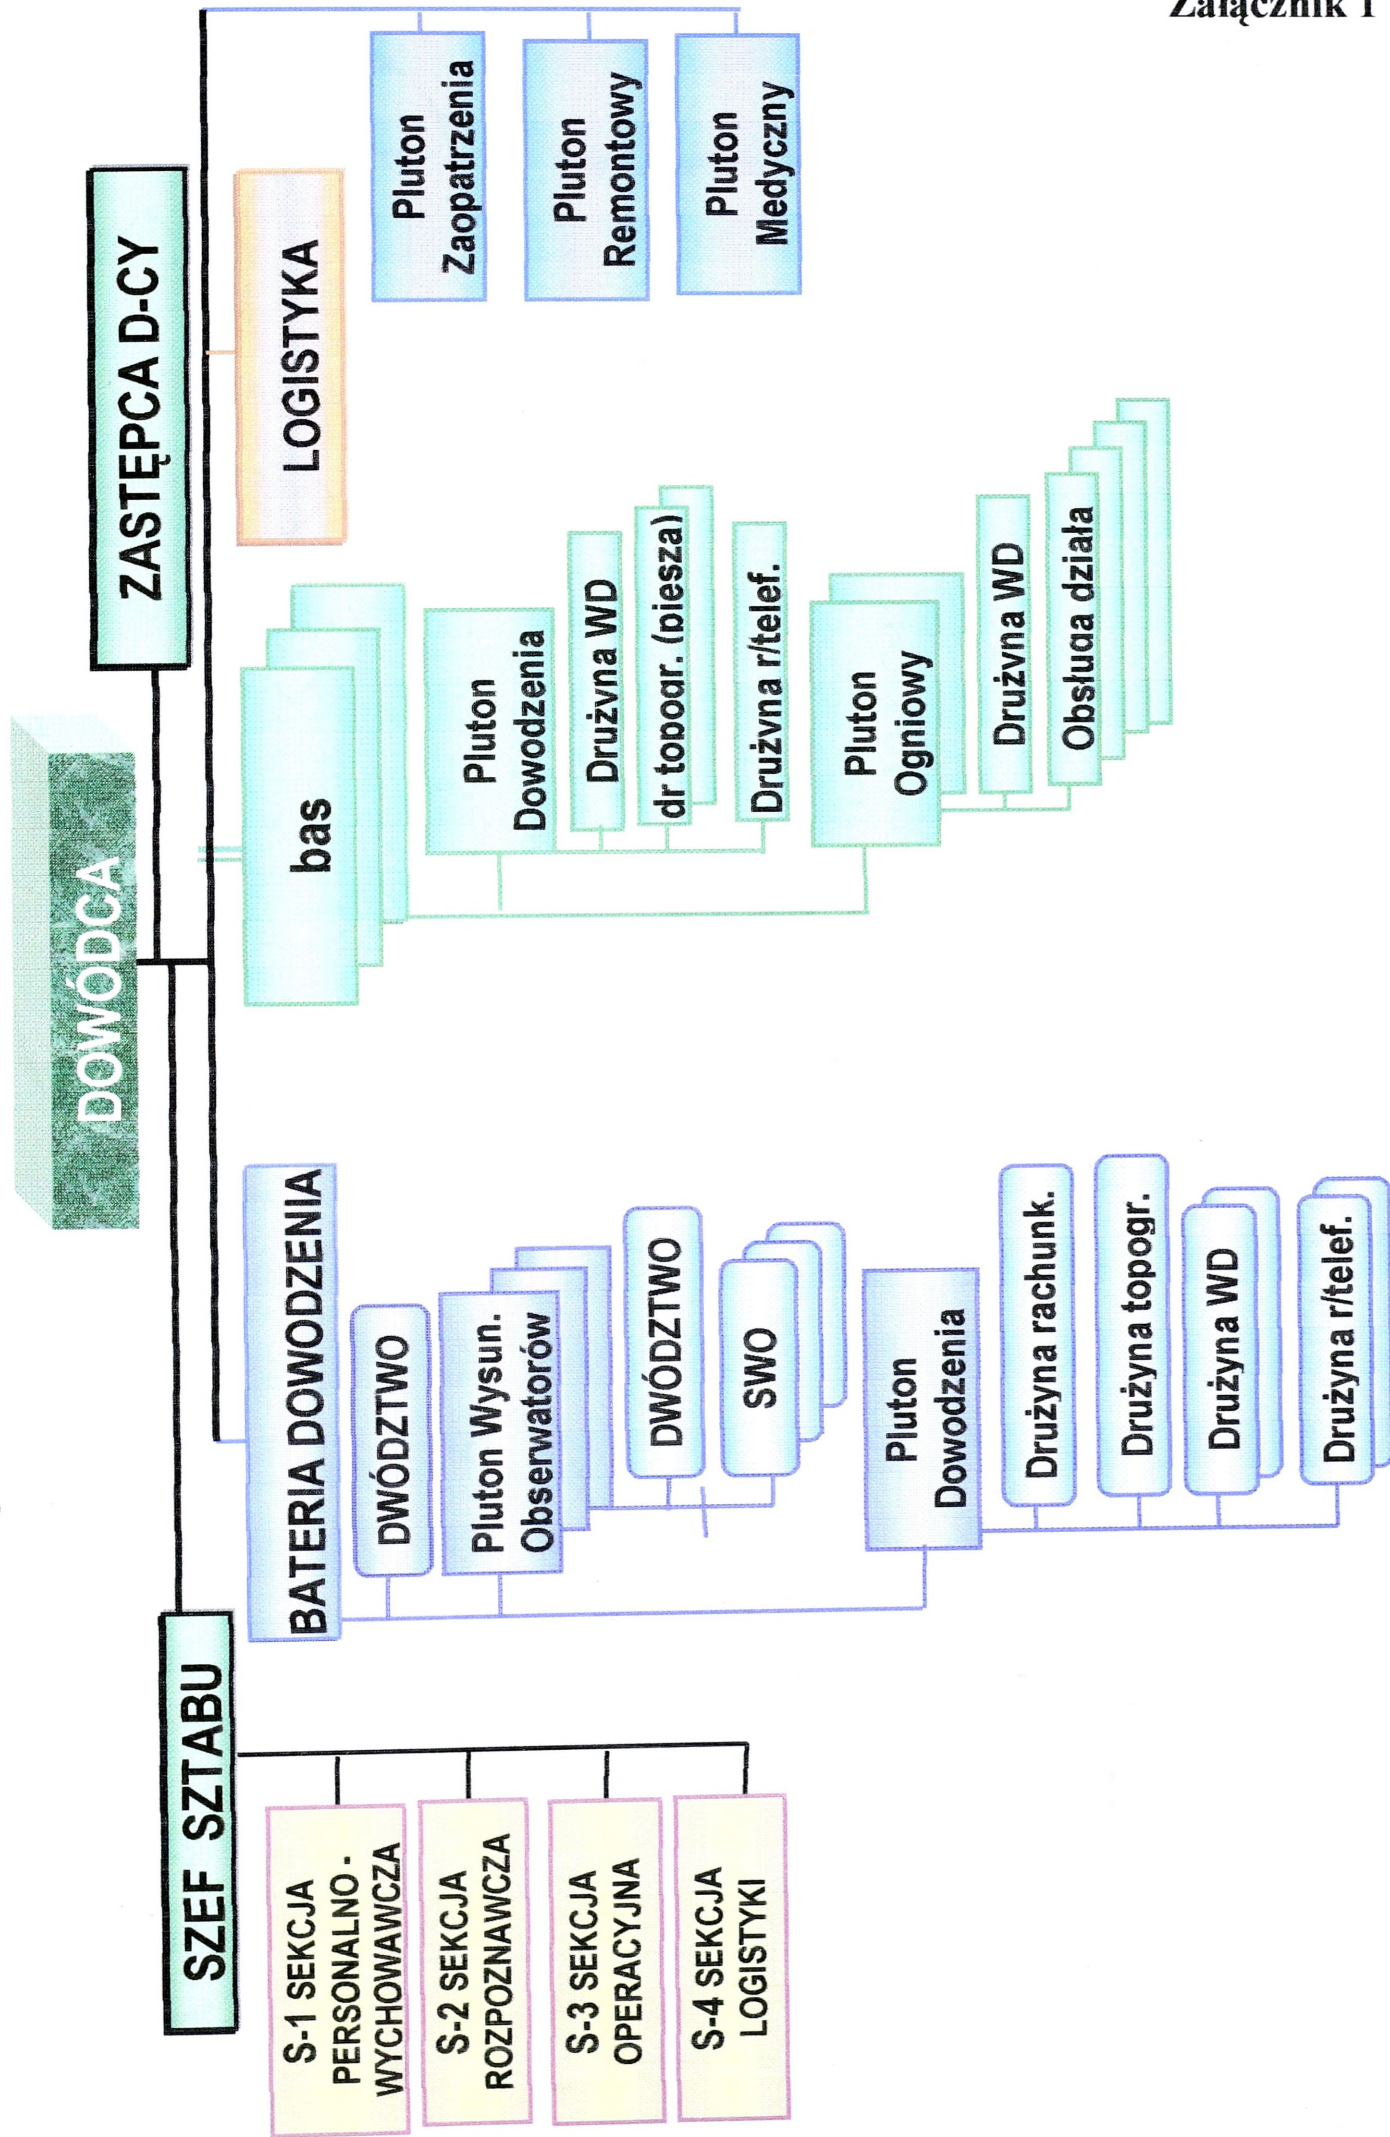 Załącznik 1
DOWÓDCA
ZASTĘPCA D-CY
SZEF SZTABU
S-1 SEKCJA
PERSONALNO -
WYCHOWAWCZA
S-2 SEKCJA
ROZPOZNAWCZA
S-3 SEKCJA
OPERACYJNA
S-4 SEKCJA
LOGISTYKI
BATERIA DOWODZENIA
DWÓDZTWO
Pluton Wysun.
Obserwatorów
DWÓDZTWO
SWO
Pluton
Dowodzenia
Drużyna rachunk.
Drużyna topogr.
Drużyna WD
Drużyna r/telef.
bas
Pluton
Dowodzenia
Drużyna WD
dr topogr. (piesza)
Drużyna r/telef.
Pluton
Ogniowy
Drużyna WD
Obsługa działa
LOGISTYKA
Pluton
Zaopatrzenia
Pluton
Remontowy
Pluton
Medyczny